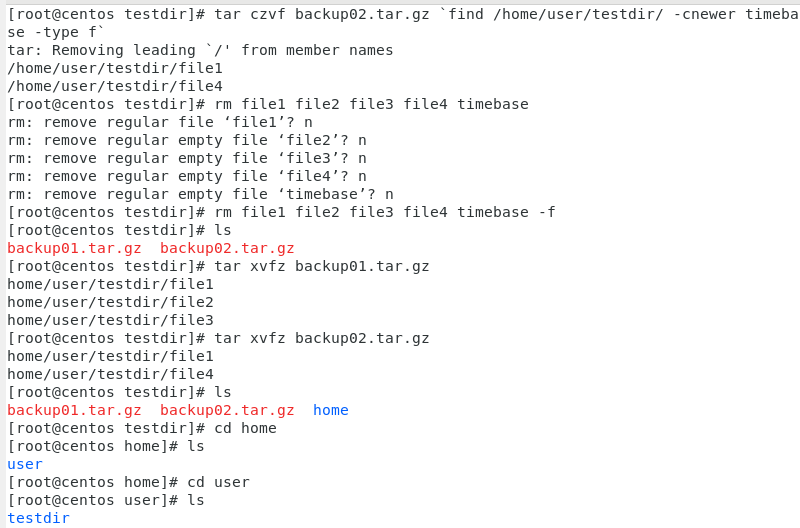 [root@centos testdir]# tar czvf backup02.tar.gz `find /home/user/testdir/ -cnewer timeba
se -type f`
tar: Removing leading `/' from member names
/home/user/testdir/file1
/home/user/testdir/file4
[root@centos testdir]# rm file1 file2 file3 file4 timebase
rm: remove regular file ‘file1’? n
rm: remove regular empty file ‘file2’? n
rm: remove regular empty file ‘file3’? n
rm: remove regular empty file ‘file4’? n
rm: remove regular empty file ‘timebase’? n
[root@centos testdir]# rm file1 file2 file3 file4 timebase -f
[root@centos testdir]# ls
backup01.tar.gz  backup02.tar.gz
[root@centos testdir]# tar xvfz backup01.tar.gz
home/user/testdir/file1
home/user/testdir/file2
home/user/testdir/file3
[root@centos testdir]# tar xvfz backup02.tar.gz
home/user/testdir/file1
home/user/testdir/file4
[root@centos testdir]# ls
backup01.tar.gz  backup02.tar.gz  home
[root@centos testdir]# cd home
[root@centos home]# ls
user
[root@centos home]# cd user
[root@centos user]# ls
testdir